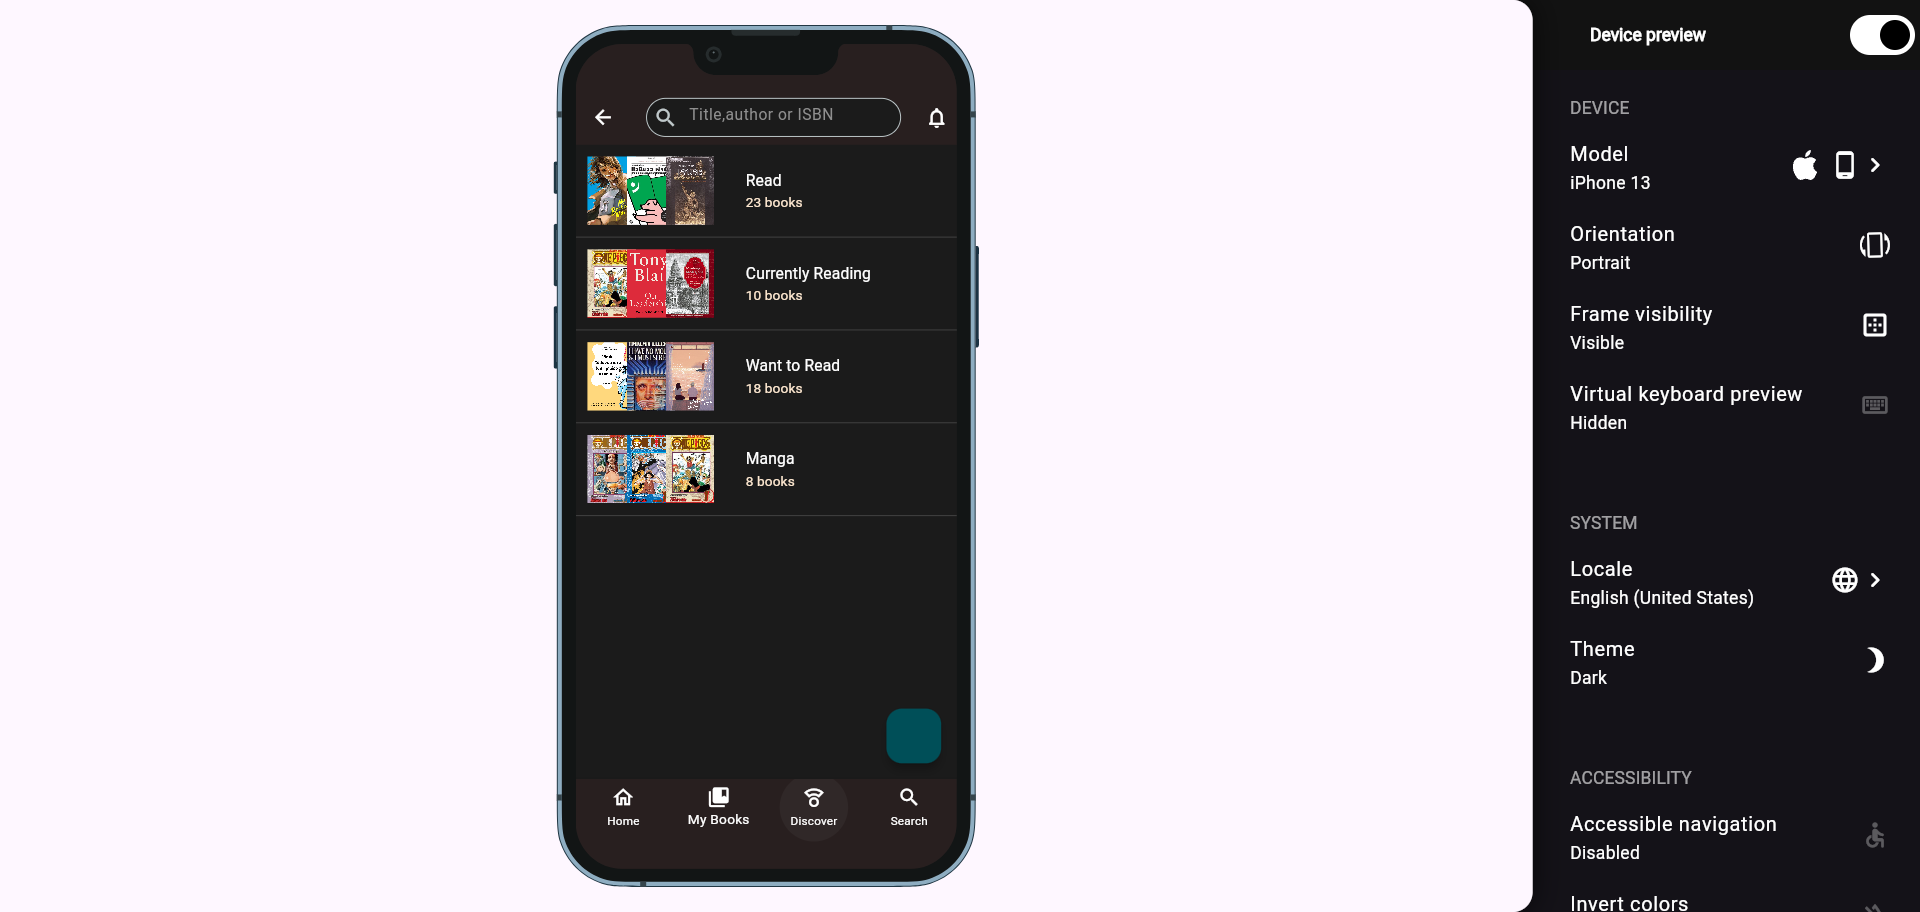 Title,author or ISBN
Read
23 books
Tony
Blai
Currently Reading
10 books
Want to Read
18 books
Manga
8 books
Home
My Books
Discover
Search
Device preview
DEVICE
Model
iPhone 13
Orientation
Portrait
Frame visibility
Visible
Virtual keyboard preview
Hidden
SYSTEM
Locale
English (United States)
Theme
Dark
ACCESSIBILITY
Accessible navigation
Disabled
Invert colors